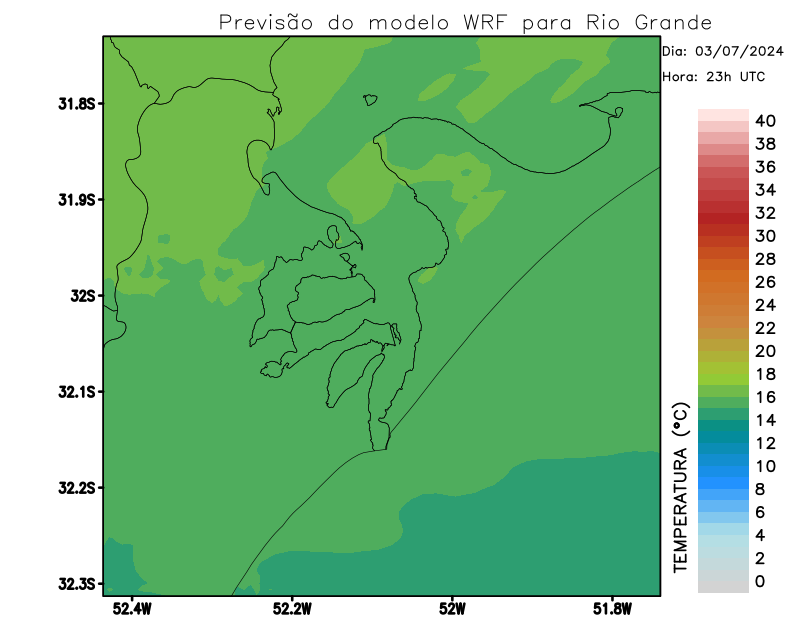 Previsão do modelo WRF para Rio Grande
Dia: 03/07/2024
Hora: 23h UTC
31.8S
31.9S
32S
32.1S
32.2S
32.3S
52.4W
52.2W
52W
51.8W
TEMPERATURA (°C)
40
38
36
34
32
30
28
26
24
22
20
18
16
14
12
10
8
6
4
2
0